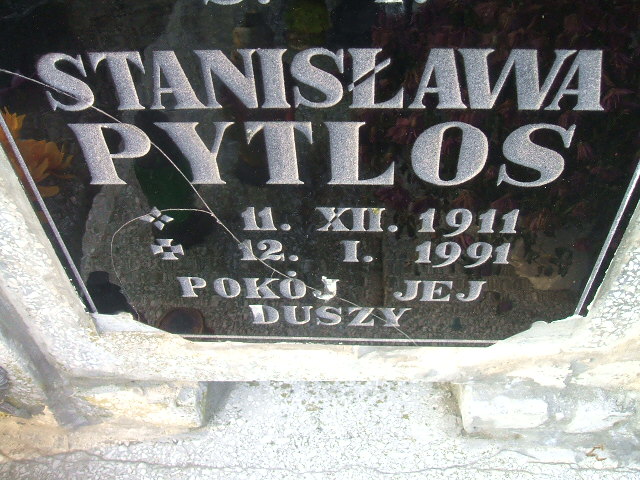 STANISŁAWA
PYTLOS
11. XII. 1911
12. I. 1991
POKÓJ JEJ
DUSZY